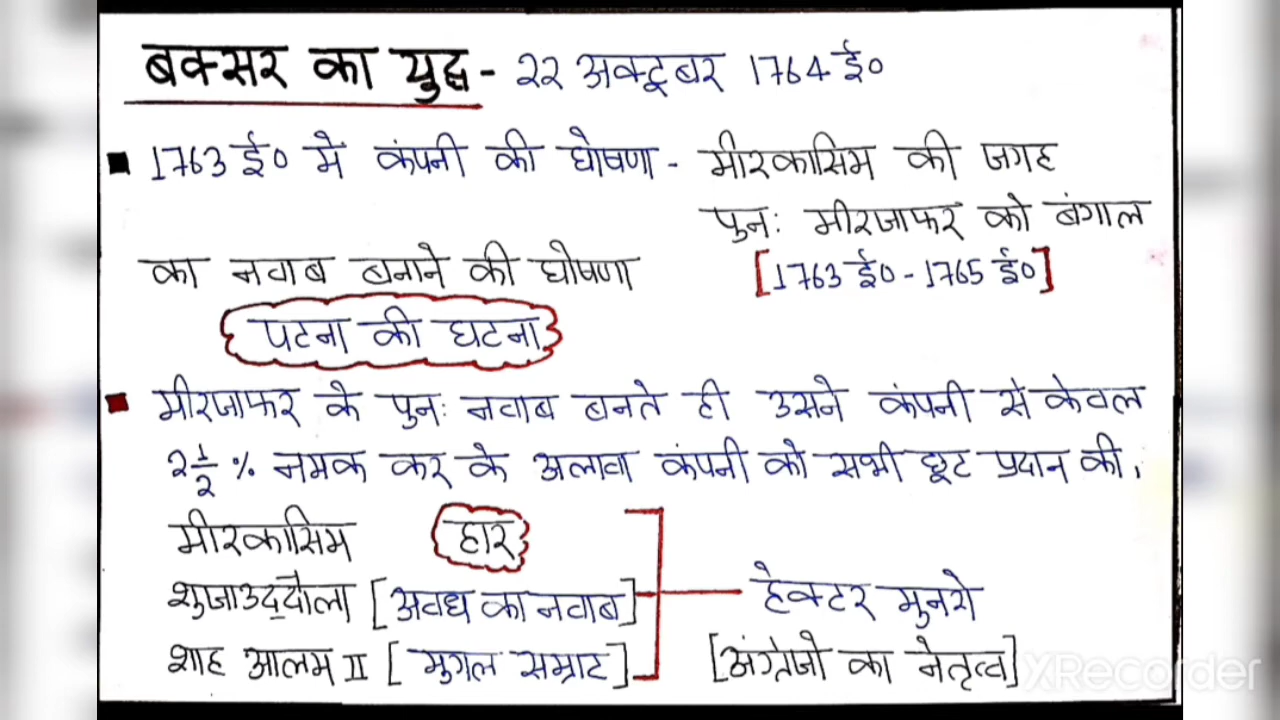 बक्सर का युद्ध - २२ अक्टूबर 1764 ई०
1763 ई० में कंपनी की घोषणा - मीरकासिम की जगह
पुनः मीरजाफर को बंगाल
का नवाब बनाने की घोषणा [1763 ई० - 1765 ई०]
पटना की घटना
मीरजाफर के पुनः नवाब बनते ही उसने कंपनी से केवल
२½ % नमक कर के अलावा कंपनी को सभी छूट प्रदान की।
मीरकासिम हार
शुजाउद्दौला [अवध का नवाब] हेक्टर मुनरो
शाह आलम II [मुगल सम्राट] [अंग्रेजो का नेतृत्व]
XRecorder